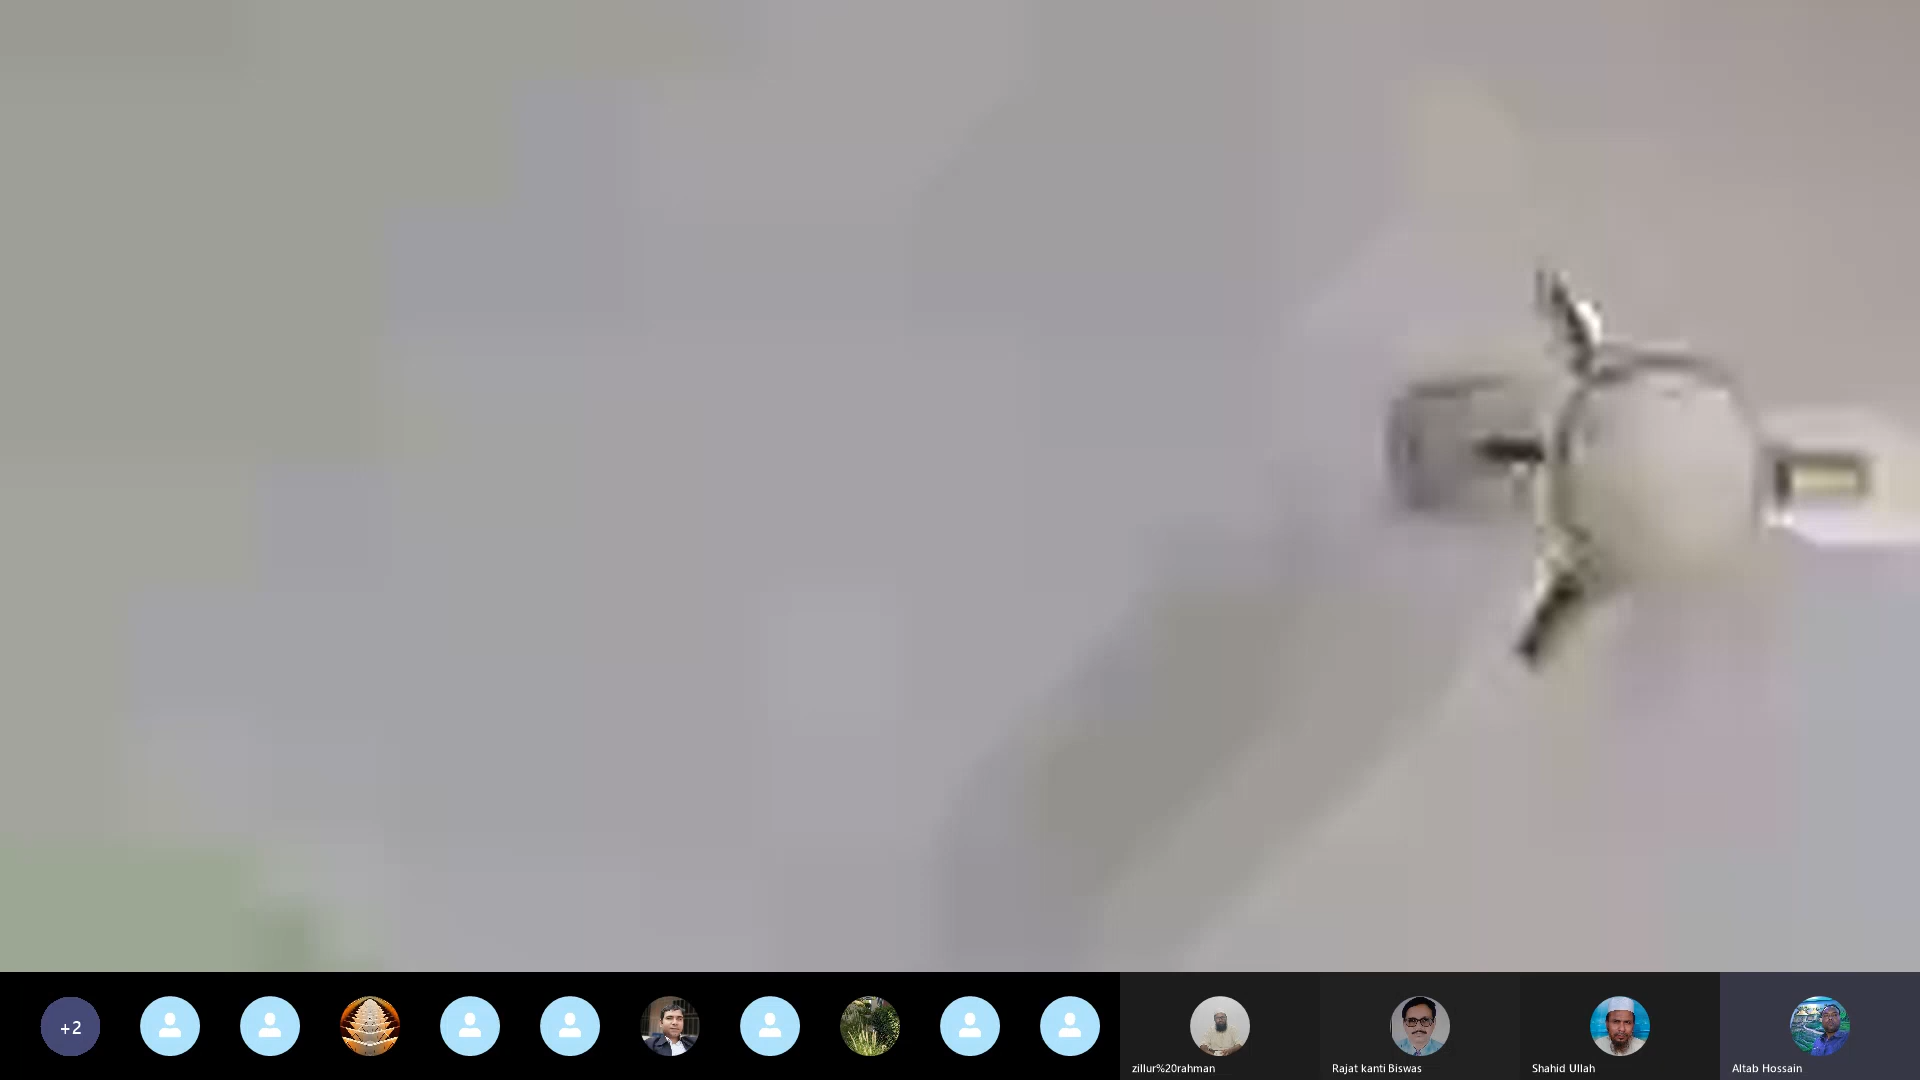 +2
zillur%20rahman
Rajat kanti Biswas
Shahid Ullah
Altab Hossain